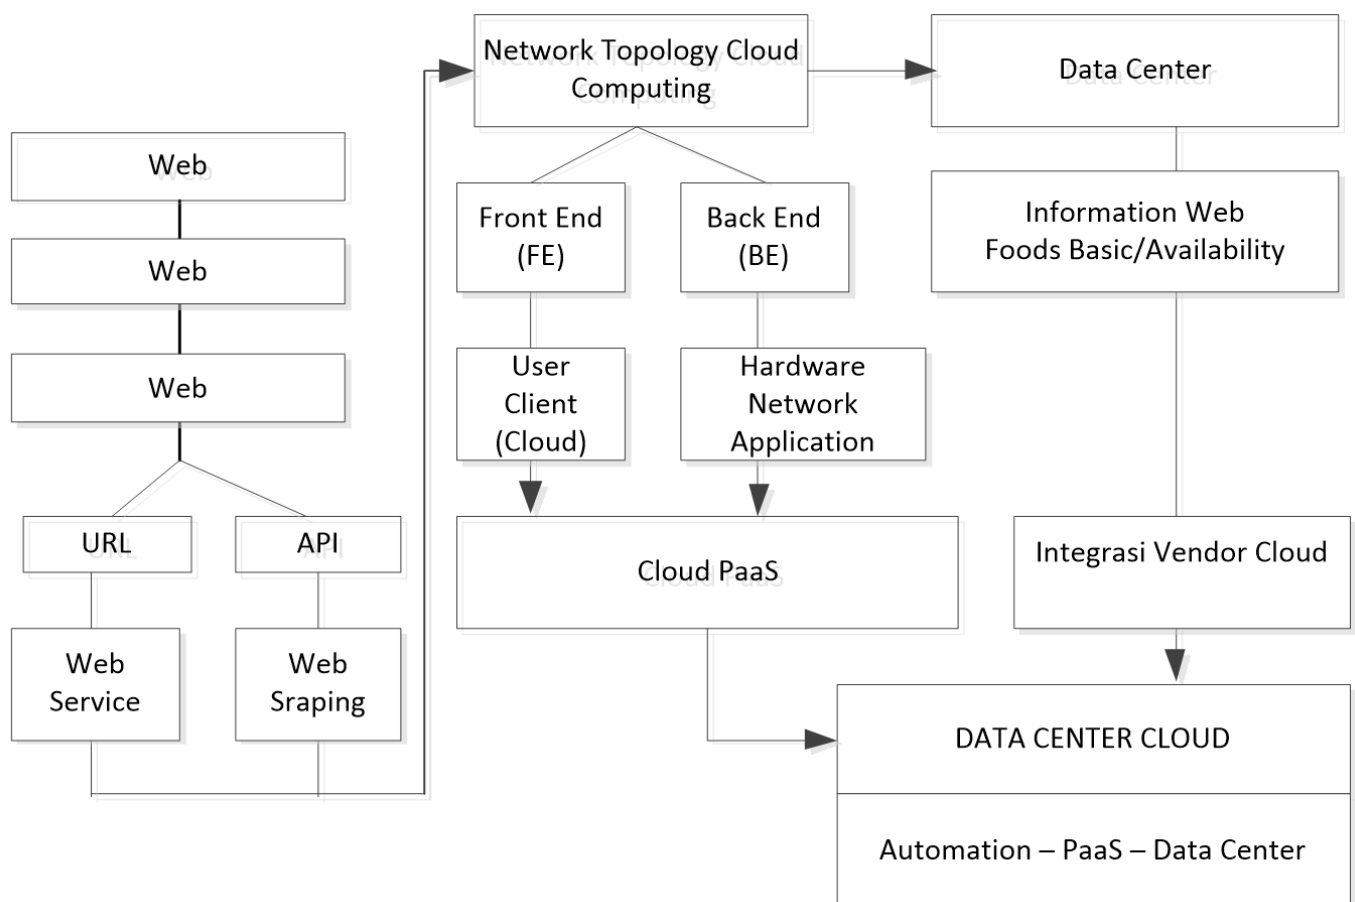 Web
Web
Web
URL
API
Web
Service
Web
Sraping
Network Topology Cloud
Computing
Front End
(FE)
Back End
(BE)
User
Client
(Cloud)
Hardware
Network
Application
Cloud PaaS
Data Center
Information Web
Foods Basic/Availability
Integrasi Vendor Cloud
DATA CENTER CLOUD
Automation – PaaS – Data Center